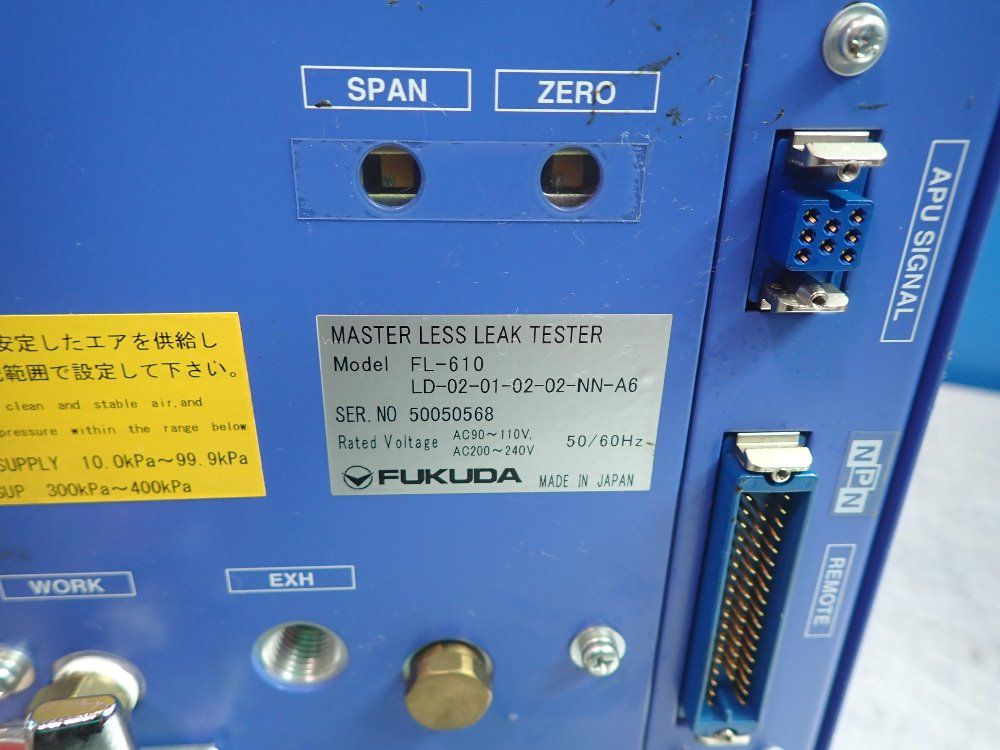 SPAN
ZERO
APU SIGNAL
安定したエアを供給し
範囲で設定して下さい。
clean and stable air,and
pressure within the range below
SUPPLY 10.0kPa~99.9kPa
SUP 300kPa~400kPa
MASTER LESS LEAK TESTER
Model FL-610
LD-02-01-02-02-NN-A6
SER.NO 50050568
Rated Voltage AC90~110V, AC200~240V 50/60Hz
FUKUDA MADE IN JAPAN
NPN
REMOTE
WORK
EXH